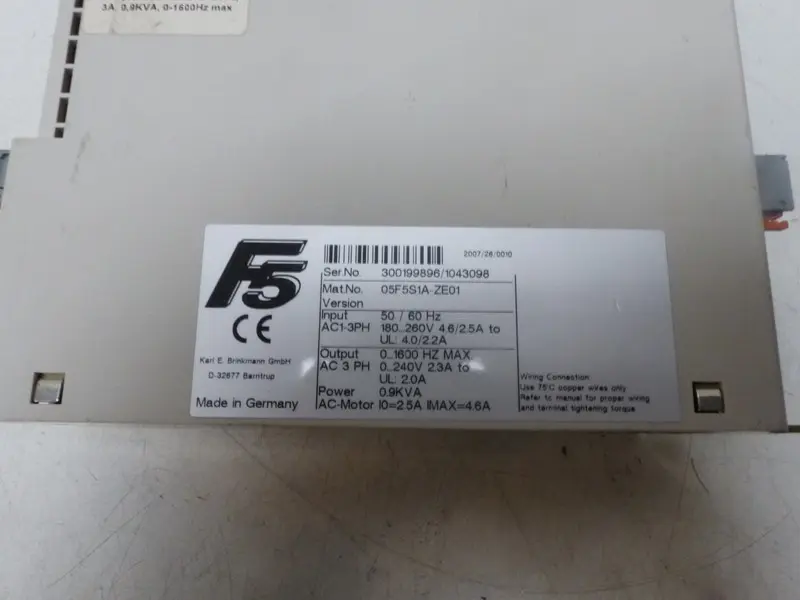 3A, 0,9KVA, 0-1600Hz max
F5
CE
Karl E. Brinkmann GmbH
D-32677 Barntrup
Made in Germany
2007/28/0010
Ser.No. 300199896/1043098
Mat.No. 05F5S1A-ZE01
Version
Input 50 / 60 Hz
AC1-3PH 180...260V 4.6/2.5A to
UL: 4.0/2.2A
Output 0...1600 HZ MAX.
AC 3 PH 0...240V 2.3A to
UL: 2.0A
Power 0.9KVA
AC-Motor I0=2.5A IMAX=4.6A
Wiring Connection
Use 75°C copper wires only
Refer to manual for proper wiring
and terminal tightening torque